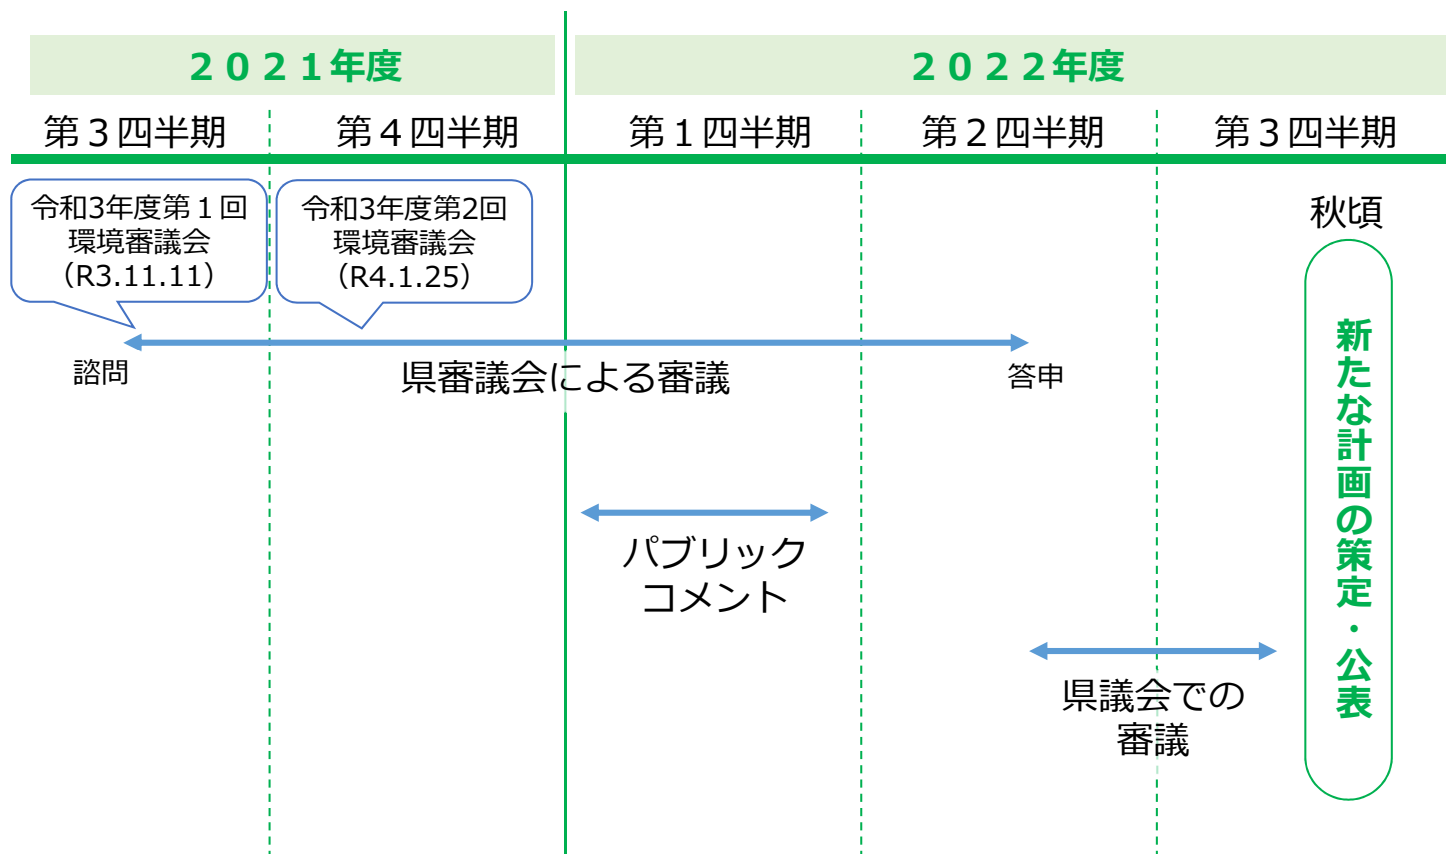 ２０２１年度
２０２２年度
第３四半期
第４四半期
第１四半期
第２四半期
第３四半期
令和3年度第１回
環境審議会
（R3.11.11）
令和3年度第2回
環境審議会
（R4.1.25）
秋頃
諮問
県審議会による審議
答申
パブリック
コメント
県議会での
審議
新たな計画の策定・公表